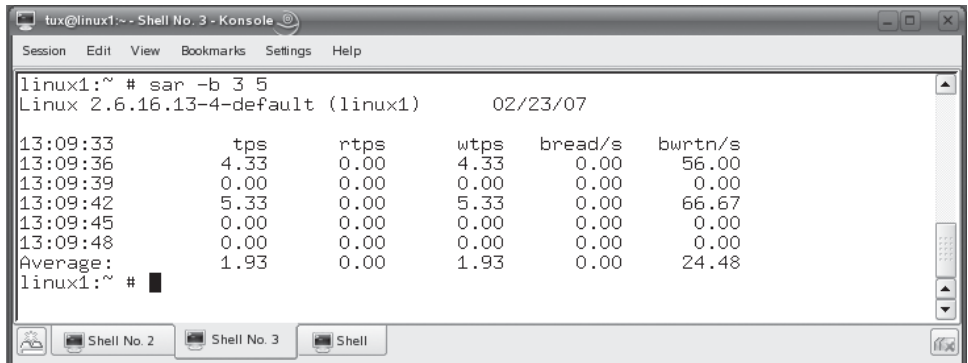 tux@linux1:~ - Shell No. 3 - Konsole
Session Edit View Bookmarks Settings Help
linux1:~ # sar -b 3 5
Linux 2.6.16.13-4-default (linux1) 02/23/07
13:09:33 tps rtps wtps bread/s bwrtn/s
13:09:36 4.33 0.00 4.33 0.00 56.00
13:09:39 0.00 0.00 0.00 0.00 0.00
13:09:42 5.33 0.00 5.33 0.00 66.67
13:09:45 0.00 0.00 0.00 0.00 0.00
13:09:48 0.00 0.00 0.00 0.00 0.00
Average: 1.93 0.00 1.93 0.00 24.48
linux1:~ #
Shell No. 2 Shell No. 3 Shell